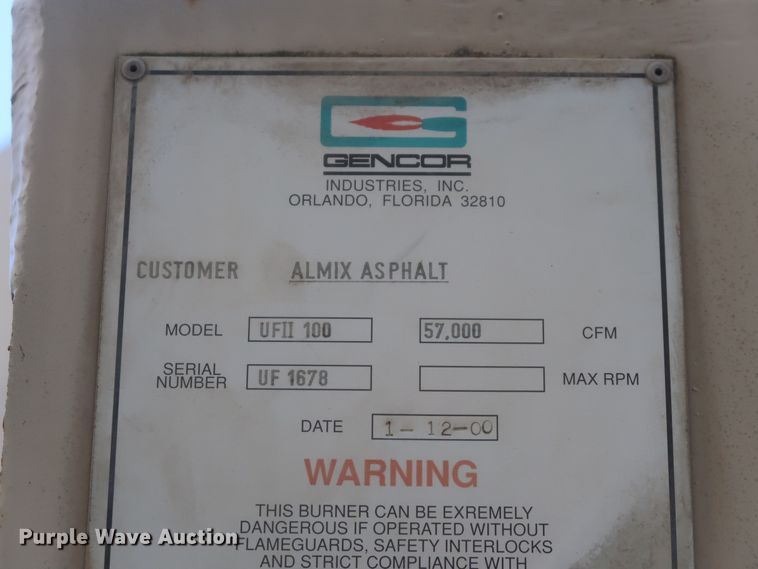 GENCOR
INDUSTRIES, INC.
ORLANDO, FLORIDA 32810
CUSTOMER ALMIX ASPHALT
MODEL UFII 100 57,000 CFM
SERIAL
NUMBER UF 1678 MAX RPM
DATE 1-12-00
WARNING
THIS BURNER CAN BE EXTREMELY
DANGEROUS IF OPERATED WITHOUT
FLAMEGUARDS, SAFETY INTERLOCKS
AND STRICT COMPLIANCE WITH
Purple Wave Auction